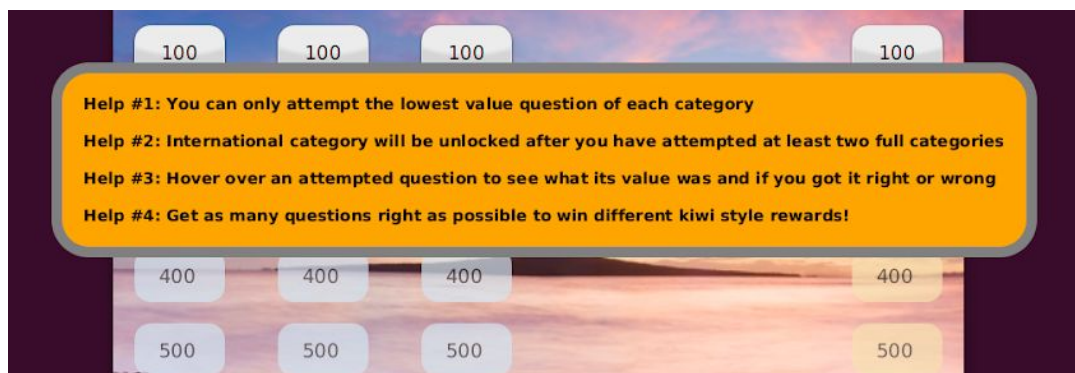 100 100 100 100
Help #1: You can only attempt the lowest value question of each category
Help #2: International category will be unlocked after you have attempted at least two full categories
Help #3: Hover over an attempted question to see what its value was and if you got it right or wrong
Help #4: Get as many questions right as possible to win different kiwi style rewards!
400 400 400 400
500 500 500 500